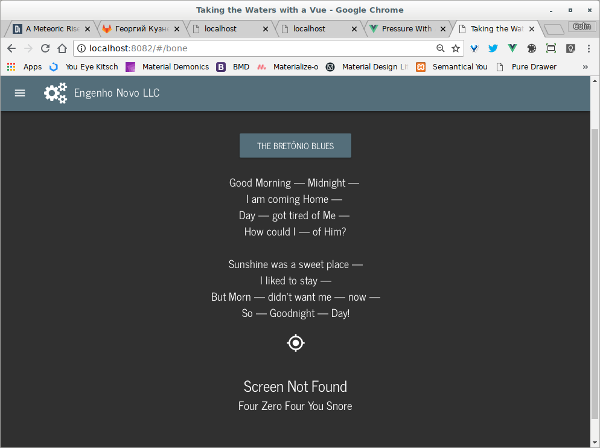 Taking the Waters with a Vue - Google Chrome
A Meteoric Rise
Георгий Куан
localhost
localhost
Pressure With
Taking the Wat
Colin
localhost:8082/#/bone
Apps
You Eye Kitsch
Material Demonics
BMD
Materialize-o
Material Design Li
Semantical You
Pure Drawer
»
Engenho Novo LLC
THE BRETÔNIO BLUES
Good Morning — Midnight —
I am coming Home —
Day — got tired of Me —
How could I — of Him?
Sunshine was a sweet place —
I liked to stay —
But Morn — didn't want me — now —
So — Goodnight — Day!
Screen Not Found
Four Zero Four You Snore